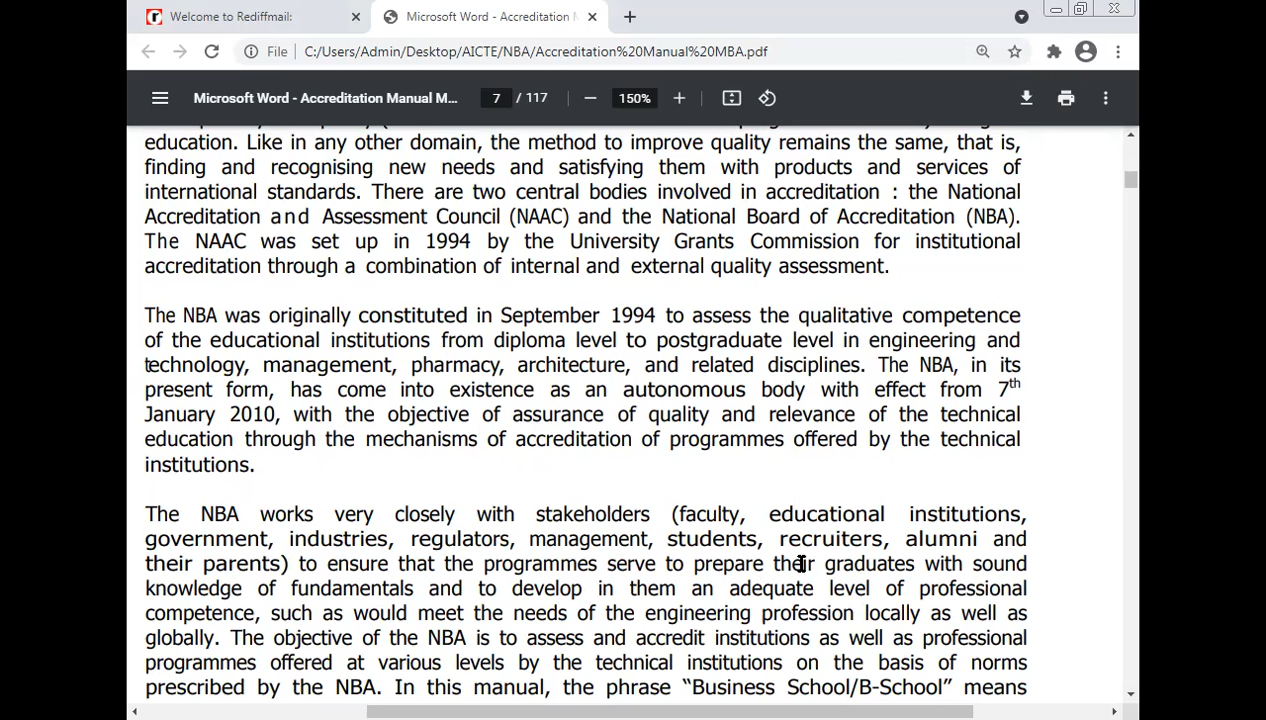 Welcome to Rediffmail:
Microsoft Word - Accreditation M
File
C:/Users/Admin/Desktop/AICTE/NBA/Accreditation%20Manual%20MBA.pdf
Microsoft Word - Accreditation Manual M...
7 / 117
150%
education. Like in any other domain, the method to improve quality remains the same, that is,
finding and recognising new needs and satisfying them with products and services of
international standards. There are two central bodies involved in accreditation : the National
Accreditation and Assessment Council (NAAC) and the National Board of Accreditation (NBA).
The NAAC was set up in 1994 by the University Grants Commission for institutional
accreditation through a combination of internal and external quality assessment.
The NBA was originally constituted in September 1994 to assess the qualitative competence
of the educational institutions from diploma level to postgraduate level in engineering and
technology, management, pharmacy, architecture, and related disciplines. The NBA, in its
present form, has come into existence as an autonomous body with effect from 7th
January 2010, with the objective of assurance of quality and relevance of the technical
education through the mechanisms of accreditation of programmes offered by the technical
institutions.
The NBA works very closely with stakeholders (faculty, educational institutions,
government, industries, regulators, management, students, recruiters, alumni and
their parents) to ensure that the programmes serve to prepare their graduates with sound
knowledge of fundamentals and to develop in them an adequate level of professional
competence, such as would meet the needs of the engineering profession locally as well as
globally. The objective of the NBA is to assess and accredit institutions as well as professional
programmes offered at various levels by the technical institutions on the basis of norms
prescribed by the NBA. In this manual, the phrase “Business School/B-School” means